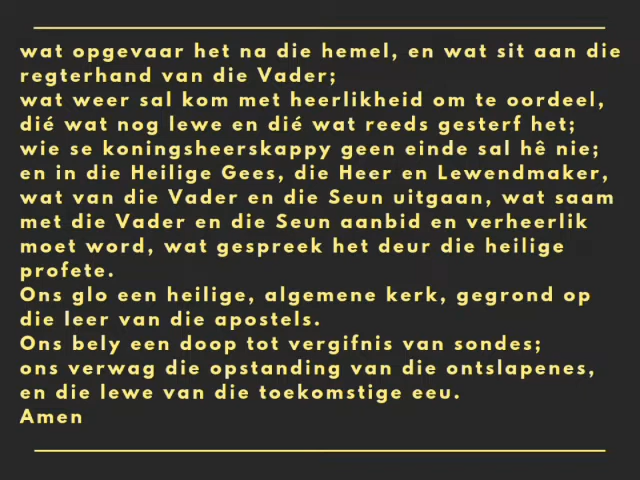 wat opgevaar het na die hemel, en wat sit aan die
regterhand van die Vader;
wat weer sal kom met heerlikheid om te oordeel,
dié wat nog lewe en dié wat reeds gesterf het;
wie se koningsheerskappy geen einde sal hê nie;
en in die Heilige Gees, die Heer en Lewendmaker,
wat van die Vader en die Seun uitgaan, wat saam
met die Vader en die Seun aanbid en verheerlik
moet word, wat gespreek het deur die heilige
profete.
Ons glo een heilige, algemene kerk, gegrond op
die leer van die apostels.
Ons bely een doop tot vergifnis van sondes;
ons verwag die opstanding van die ontslapenes,
en die lewe van die toekomstige eeu.
Amen